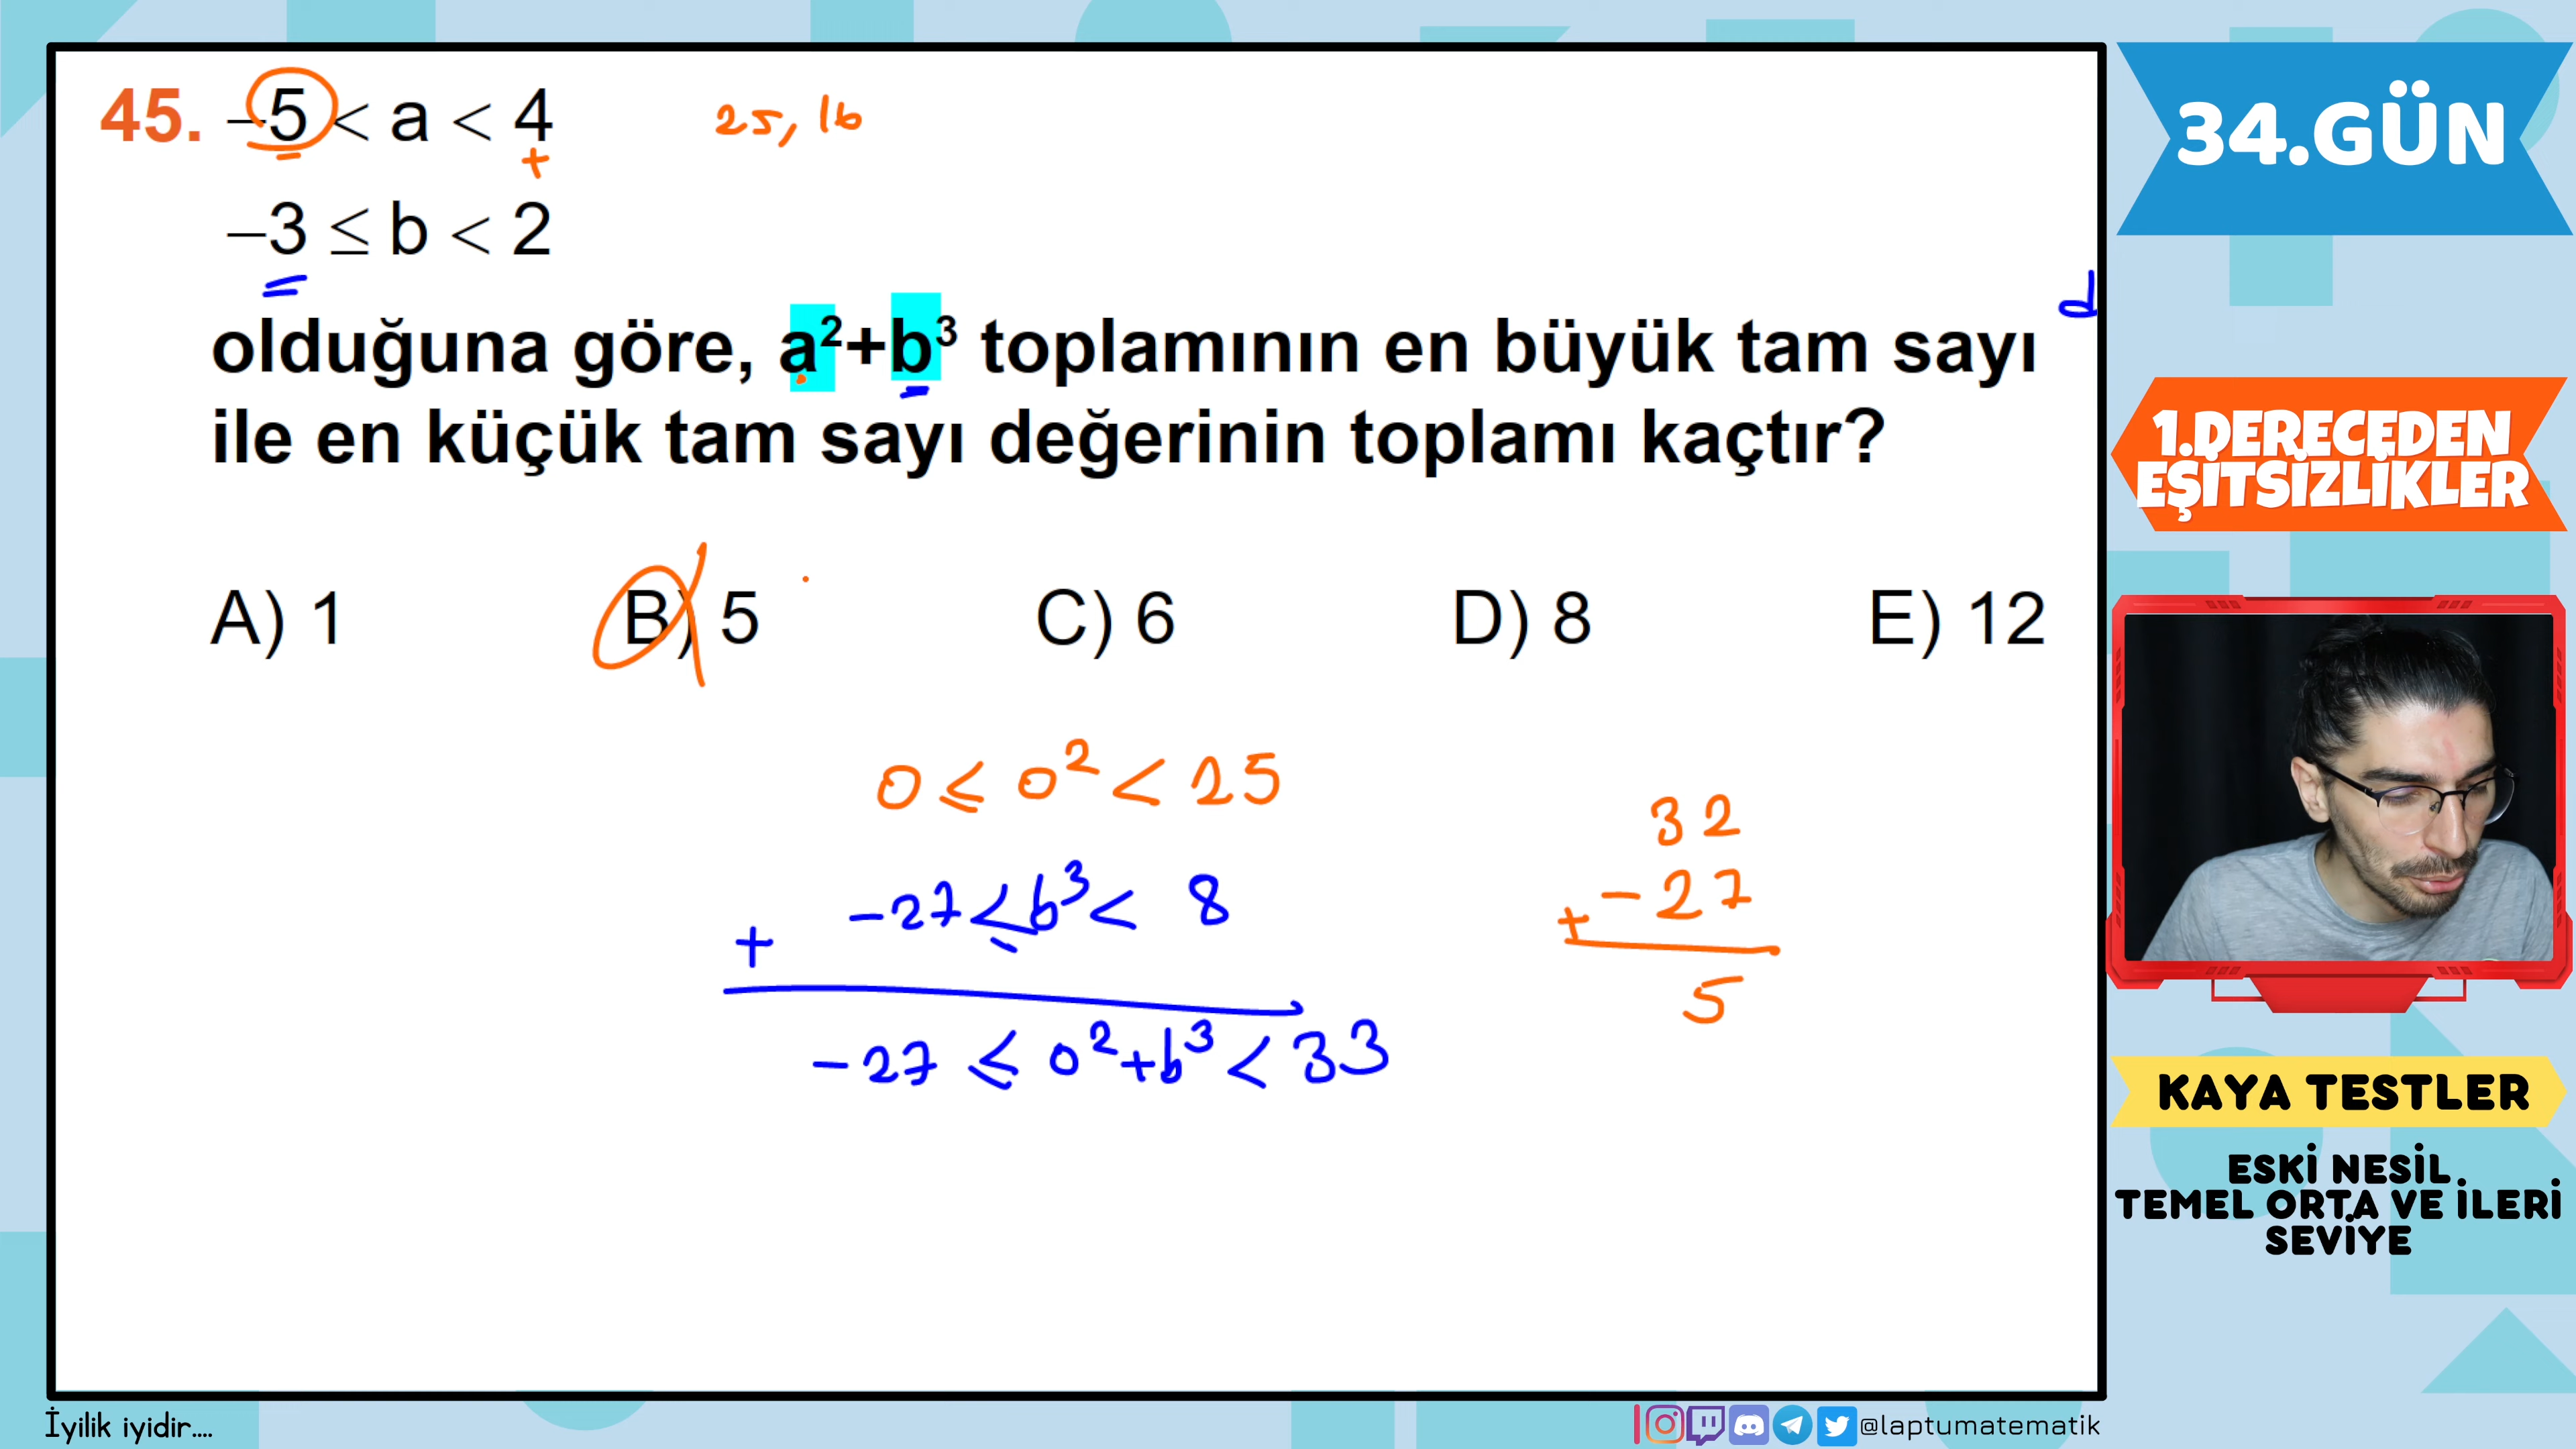 45. –5 < a < 4
25, 16
+
–3 ≤ b < 2
olduğuna göre, a²+b³ toplamının en büyük tam sayı
ile en küçük tam sayı değerinin toplamı kaçtır?
A) 1 B) 5 C) 6 D) 8 E) 12
0 ≤ a² < 25
-27 ≤ b³ < 8
+
-27 ≤ a²+b³ < 33
32
+ -27
5
34.GÜN
1.DERECEDEN
EŞİTSİZLİKLER
KAYA TESTLER
ESKİ NESİL
TEMEL ORTA VE İLERİ
SEVİYE
İyilik iyidir....
@laptumatematik